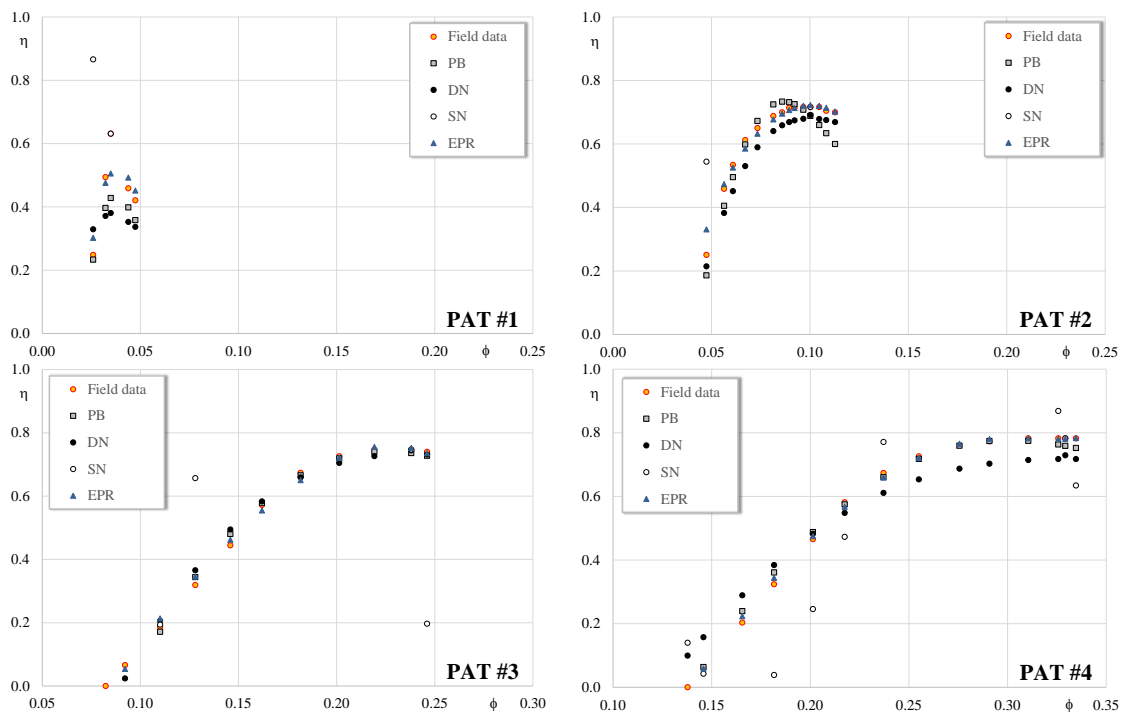 1.0
η
0.8
0.6
0.4
0.2
0.0
0.00 0.05 0.10 0.15 0.20 ϕ 0.25
Field data
PB
DN
SN
EPR
PAT #1
1.0
η
0.8
0.6
0.4
0.2
0.0
0.00 0.05 0.10 0.15 0.20 ϕ 0.25
Field data
PB
DN
SN
EPR
PAT #2
1.0
η
0.8
0.6
0.4
0.2
0.0
0.05 0.10 0.15 0.20 ϕ 0.25
Field data
PB
DN
SN
EPR
PAT #3
1.0
η
0.8
0.6
0.4
0.2
0.0
0.10 0.15 0.20 0.25 0.30 ϕ 0.35
Field data
PB
DN
SN
EPR
PAT #4